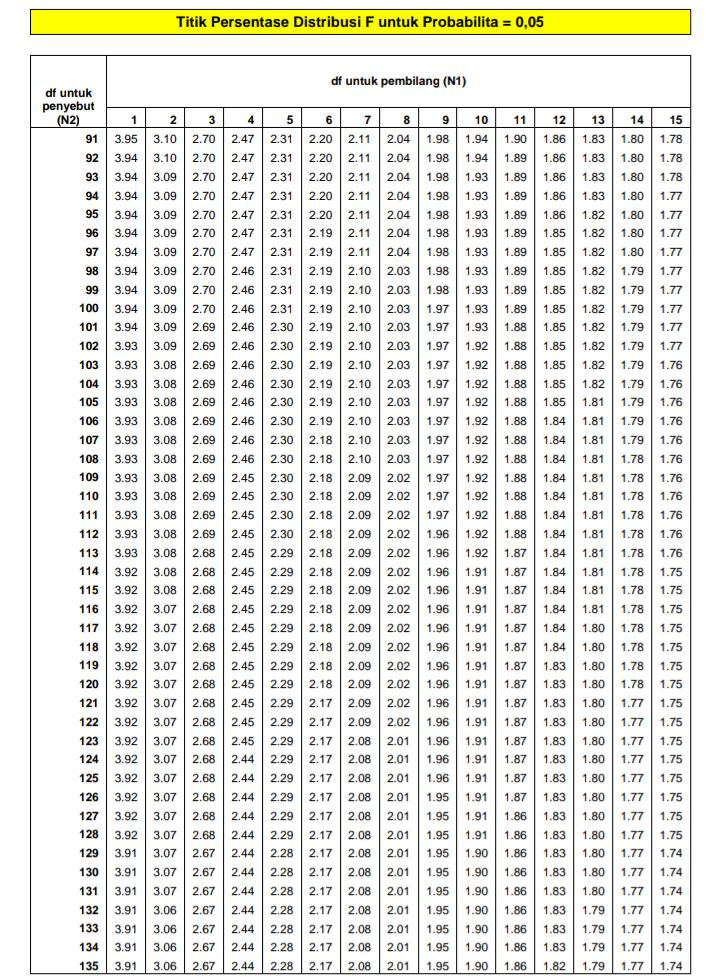 Titik Persentase Distribusi F untuk Probabilita = 0,05
df untuk penyebut (N2)
df untuk pembilang (N1)
1 2 3 4 5 6 7 8 9 10 11 12 13 14 15
91 3.95 3.10 2.70 2.47 2.31 2.20 2.11 2.04 1.98 1.94 1.90 1.86 1.83 1.80 1.78
92 3.94 3.10 2.70 2.47 2.31 2.20 2.11 2.04 1.98 1.94 1.89 1.86 1.83 1.80 1.78
93 3.94 3.09 2.70 2.47 2.31 2.20 2.11 2.04 1.98 1.93 1.89 1.86 1.83 1.80 1.78
94 3.94 3.09 2.70 2.47 2.31 2.20 2.11 2.04 1.98 1.93 1.89 1.86 1.83 1.80 1.77
95 3.94 3.09 2.70 2.47 2.31 2.20 2.11 2.04 1.98 1.93 1.89 1.86 1.82 1.80 1.77
96 3.94 3.09 2.70 2.47 2.31 2.19 2.11 2.04 1.98 1.93 1.89 1.85 1.82 1.80 1.77
97 3.94 3.09 2.70 2.47 2.31 2.19 2.11 2.04 1.98 1.93 1.89 1.85 1.82 1.80 1.77
98 3.94 3.09 2.70 2.46 2.31 2.19 2.10 2.03 1.98 1.93 1.89 1.85 1.82 1.79 1.77
99 3.94 3.09 2.70 2.46 2.31 2.19 2.10 2.03 1.98 1.93 1.89 1.85 1.82 1.79 1.77
100 3.94 3.09 2.70 2.46 2.31 2.19 2.10 2.03 1.97 1.93 1.89 1.85 1.82 1.79 1.77
101 3.94 3.09 2.69 2.46 2.30 2.19 2.10 2.03 1.97 1.93 1.88 1.85 1.82 1.79 1.77
102 3.93 3.09 2.69 2.46 2.30 2.19 2.10 2.03 1.97 1.92 1.88 1.85 1.82 1.79 1.77
103 3.93 3.08 2.69 2.46 2.30 2.19 2.10 2.03 1.97 1.92 1.88 1.85 1.82 1.79 1.76
104 3.93 3.08 2.69 2.46 2.30 2.19 2.10 2.03 1.97 1.92 1.88 1.85 1.82 1.79 1.76
105 3.93 3.08 2.69 2.46 2.30 2.19 2.10 2.03 1.97 1.92 1.88 1.85 1.81 1.79 1.76
106 3.93 3.08 2.69 2.46 2.30 2.19 2.10 2.03 1.97 1.92 1.88 1.84 1.81 1.79 1.76
107 3.93 3.08 2.69 2.46 2.30 2.18 2.10 2.03 1.97 1.92 1.88 1.84 1.81 1.79 1.76
108 3.93 3.08 2.69 2.46 2.30 2.18 2.10 2.03 1.97 1.92 1.88 1.84 1.81 1.78 1.76
109 3.93 3.08 2.69 2.45 2.30 2.18 2.09 2.02 1.97 1.92 1.88 1.84 1.81 1.78 1.76
110 3.93 3.08 2.69 2.45 2.30 2.18 2.09 2.02 1.97 1.92 1.88 1.84 1.81 1.78 1.76
111 3.93 3.08 2.69 2.45 2.30 2.18 2.09 2.02 1.97 1.92 1.88 1.84 1.81 1.78 1.76
112 3.93 3.08 2.69 2.45 2.30 2.18 2.09 2.02 1.96 1.92 1.88 1.84 1.81 1.78 1.76
113 3.93 3.08 2.68 2.45 2.29 2.18 2.09 2.02 1.96 1.92 1.87 1.84 1.81 1.78 1.76
114 3.92 3.08 2.68 2.45 2.29 2.18 2.09 2.02 1.96 1.91 1.87 1.84 1.81 1.78 1.75
115 3.92 3.08 2.68 2.45 2.29 2.18 2.09 2.02 1.96 1.91 1.87 1.84 1.81 1.78 1.75
116 3.92 3.07 2.68 2.45 2.29 2.18 2.09 2.02 1.96 1.91 1.87 1.84 1.81 1.78 1.75
117 3.92 3.07 2.68 2.45 2.29 2.18 2.09 2.02 1.96 1.91 1.87 1.84 1.80 1.78 1.75
118 3.92 3.07 2.68 2.45 2.29 2.18 2.09 2.02 1.96 1.91 1.87 1.84 1.80 1.78 1.75
119 3.92 3.07 2.68 2.45 2.29 2.18 2.09 2.02 1.96 1.91 1.87 1.83 1.80 1.78 1.75
120 3.92 3.07 2.68 2.45 2.29 2.18 2.09 2.02 1.96 1.91 1.87 1.83 1.80 1.78 1.75
121 3.92 3.07 2.68 2.45 2.29 2.17 2.09 2.02 1.96 1.91 1.87 1.83 1.80 1.77 1.75
122 3.92 3.07 2.68 2.45 2.29 2.17 2.09 2.02 1.96 1.91 1.87 1.83 1.80 1.77 1.75
123 3.92 3.07 2.68 2.45 2.29 2.17 2.08 2.01 1.96 1.91 1.87 1.83 1.80 1.77 1.75
124 3.92 3.07 2.68 2.44 2.29 2.17 2.08 2.01 1.96 1.91 1.87 1.83 1.80 1.77 1.75
125 3.92 3.07 2.68 2.44 2.29 2.17 2.08 2.01 1.96 1.91 1.87 1.83 1.80 1.77 1.75
126 3.92 3.07 2.68 2.44 2.29 2.17 2.08 2.01 1.95 1.91 1.87 1.83 1.80 1.77 1.75
127 3.92 3.07 2.68 2.44 2.29 2.17 2.08 2.01 1.95 1.91 1.86 1.83 1.80 1.77 1.75
128 3.92 3.07 2.68 2.44 2.29 2.17 2.08 2.01 1.95 1.91 1.86 1.83 1.80 1.77 1.75
129 3.91 3.07 2.67 2.44 2.28 2.17 2.08 2.01 1.95 1.90 1.86 1.83 1.80 1.77 1.74
130 3.91 3.07 2.67 2.44 2.28 2.17 2.08 2.01 1.95 1.90 1.86 1.83 1.80 1.77 1.74
131 3.91 3.07 2.67 2.44 2.28 2.17 2.08 2.01 1.95 1.90 1.86 1.83 1.80 1.77 1.74
132 3.91 3.06 2.67 2.44 2.28 2.17 2.08 2.01 1.95 1.90 1.86 1.83 1.79 1.77 1.74
133 3.91 3.06 2.67 2.44 2.28 2.17 2.08 2.01 1.95 1.90 1.86 1.83 1.79 1.77 1.74
134 3.91 3.06 2.67 2.44 2.28 2.17 2.08 2.01 1.95 1.90 1.86 1.83 1.79 1.77 1.74
135 3.91 3.06 2.67 2.44 2.28 2.17 2.08 2.01 1.95 1.90 1.86 1.82 1.79 1.77 1.74